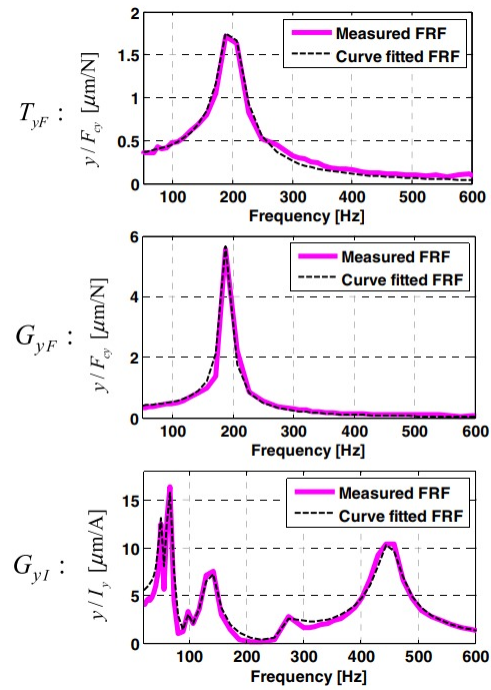 T_yF :
y / F_cy [μm/N]
2
1.5
1
0.5
0
Measured FRF
Curve fitted FRF
100 200 300 400 500 600
Frequency [Hz]
G_yF :
y / F_cy [μm/N]
6
4
2
0
Measured FRF
Curve fitted FRF
100 200 300 400 500 600
Frequency [Hz]
G_yI :
y / I_y [μm/A]
15
10
5
0
Measured FRF
Curve fitted FRF
100 200 300 400 500 600
Frequency [Hz]